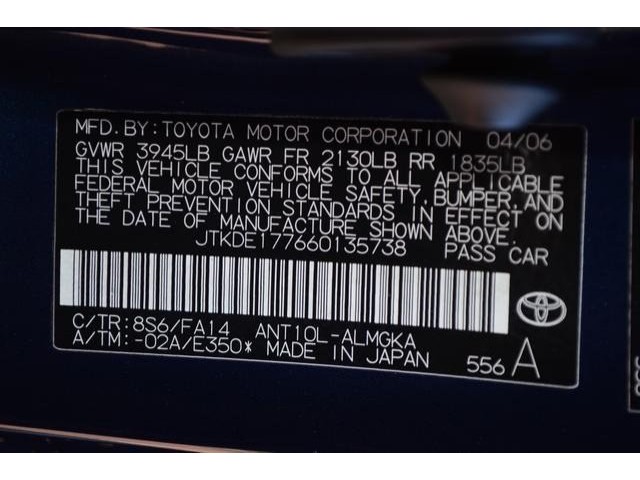 MFD.BY:TOYOTA MOTOR CORPORATION 04/06
GVWR 3945LB GAWR FR 2130LB RR 1835LB
THIS VEHICLE CONFORMS TO ALL APPLICABLE
FEDERAL MOTOR VEHICLE SAFETY,BUMPER,AND
THEFT PREVENTION STANDARDS IN EFFECT ON
THE DATE OF MANUFACTURE SHOWN ABOVE.
JTKDE177660135738 PASS CAR
C/TR:8S6/FA14 ANT10L-ALMGKA
A/TM:-02A/E350* MADE IN JAPAN
556 A